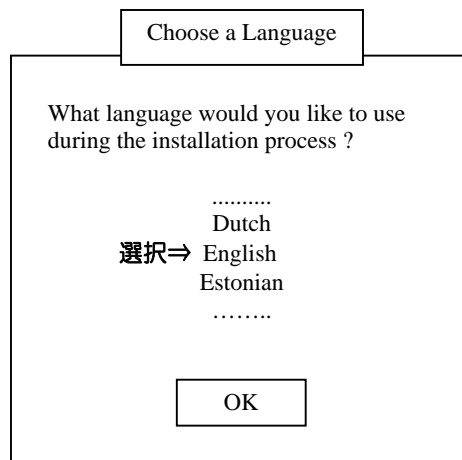 Choose a Language
What language would you like to use
during the installation process ?
..........
Dutch
選択⇒ English
Estonian
……..
OK